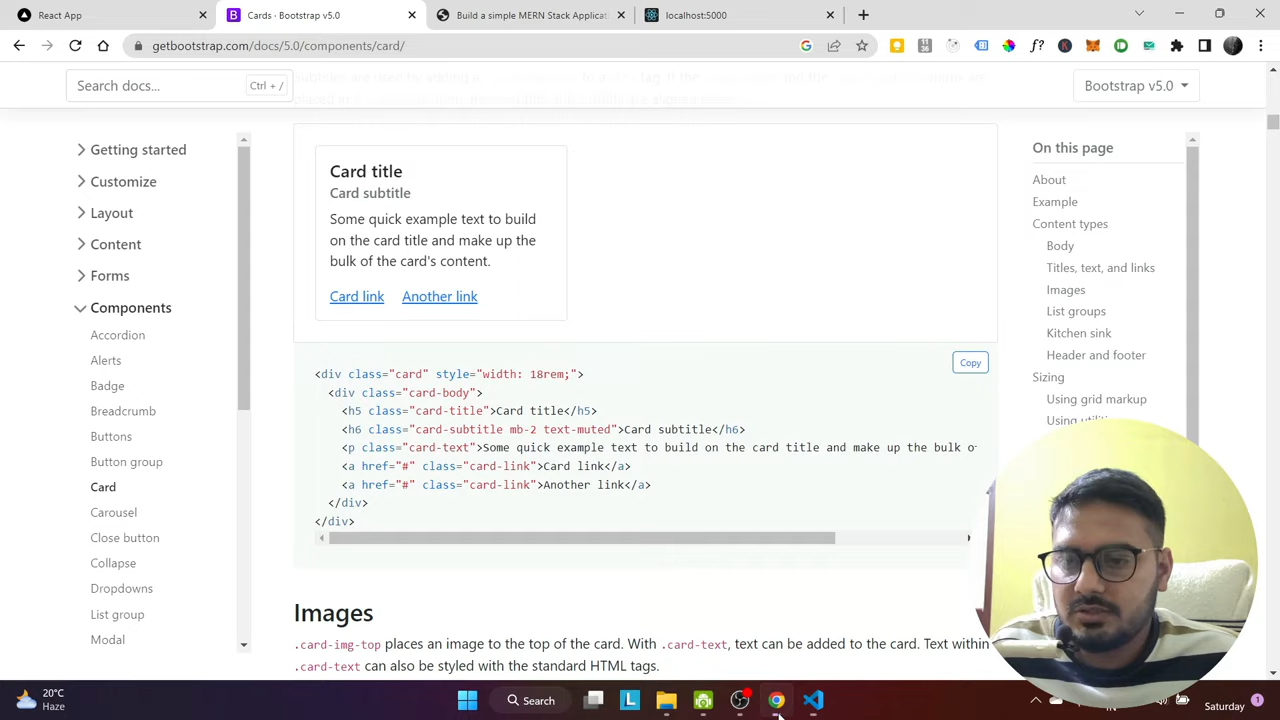 React App
Cards · Bootstrap v5.0
Build a simple MERN Stack Applicat
localhost:5000
getbootstrap.com/docs/5.0/components/card/
Search docs...
Ctrl + /
Bootstrap v5.0
Getting started
Customize
Layout
Content
Forms
Components
Accordion
Alerts
Badge
Breadcrumb
Buttons
Button group
Card
Carousel
Close button
Collapse
Dropdowns
List group
Modal
Card title
Card subtitle
Some quick example text to build
on the card title and make up the
bulk of the card's content.
Card link Another link
Copy
<div class="card" style="width: 18rem;">
<div class="card-body">
<h5 class="card-title">Card title</h5>
<h6 class="card-subtitle mb-2 text-muted">Card subtitle</h6>
<p class="card-text">Some quick example text to build on the card title and make up the bulk o
<a href="#" class="card-link">Card link</a>
<a href="#" class="card-link">Another link</a>
</div>
</div>
Images
.card-img-top places an image to the top of the card. With .card-text, text can be added to the card. Text within
.card-text can also be styled with the standard HTML tags.
On this page
About
Example
Content types
Body
Titles, text, and links
Images
List groups
Kitchen sink
Header and footer
Sizing
Using grid markup
20°C
Haze
Search
Saturday
1